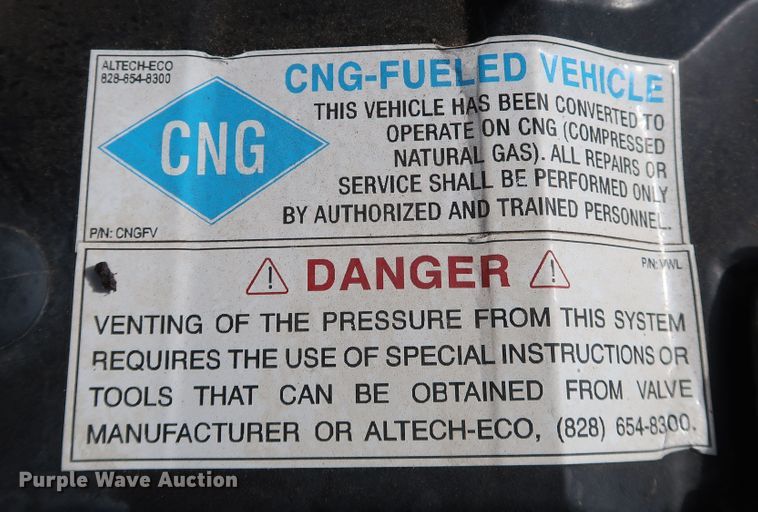 ALTECH-ECO
828-654-8300
CNG
P/N: CNGFV
CNG-FUELED VEHICLE
THIS VEHICLE HAS BEEN CONVERTED TO
OPERATE ON CNG (COMPRESSED
NATURAL GAS). ALL REPAIRS OR
SERVICE SHALL BE PERFORMED ONLY
BY AUTHORIZED AND TRAINED PERSONNEL.
DANGER
P/N: VWL
VENTING OF THE PRESSURE FROM THIS SYSTEM
REQUIRES THE USE OF SPECIAL INSTRUCTIONS OR
TOOLS THAT CAN BE OBTAINED FROM VALVE
MANUFACTURER OR ALTECH-ECO, (828) 654-8300.
Purple Wave Auction